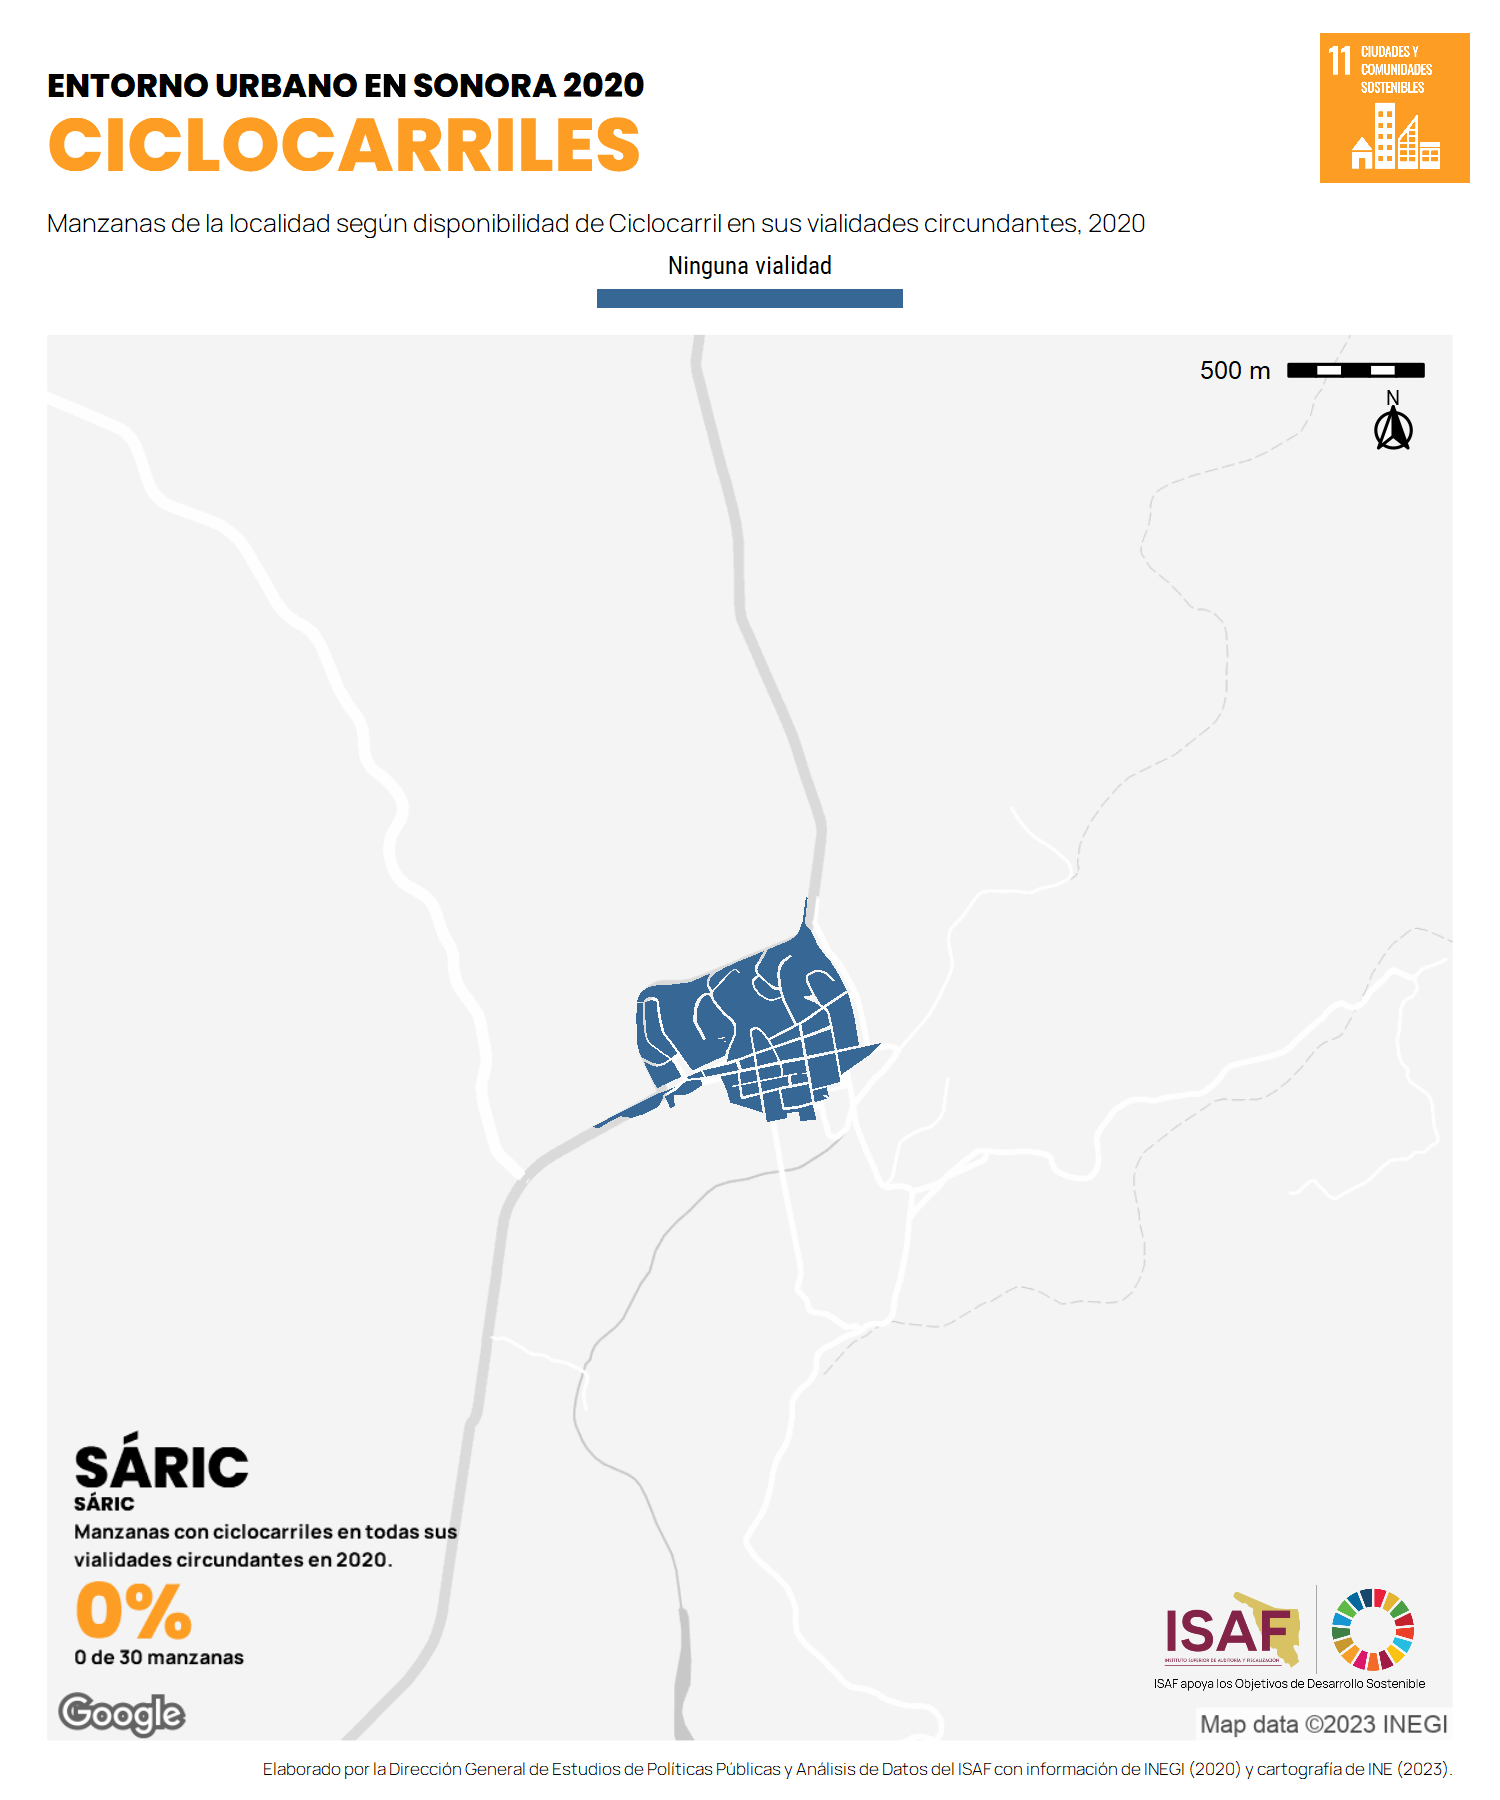 ENTORNO URBANO EN SONORA 2020
CICLOCARRILES
11 CIUDADES Y
COMUNIDADES
SOSTENIBLES
Manzanas de la localidad según disponibilidad de Ciclocarril en sus vialidades circundantes, 2020
Ninguna vialidad
500 m
N
SÁRIC
SÁRIC
Manzanas con ciclocarriles en todas sus
vialidades circundantes en 2020.
0%
0 de 30 manzanas
Google
ISAF
INSTITUTO SUPERIOR DE AUDITORÍA Y FISCALIZACIÓN
ISAF apoya los Objetivos de Desarrollo Sostenible
Map data ©2023 INEGI
Elaborado por la Dirección General de Estudios de Políticas Públicas y Análisis de Datos del ISAF con información de INEGI (2020) y cartografía de INE (2023).